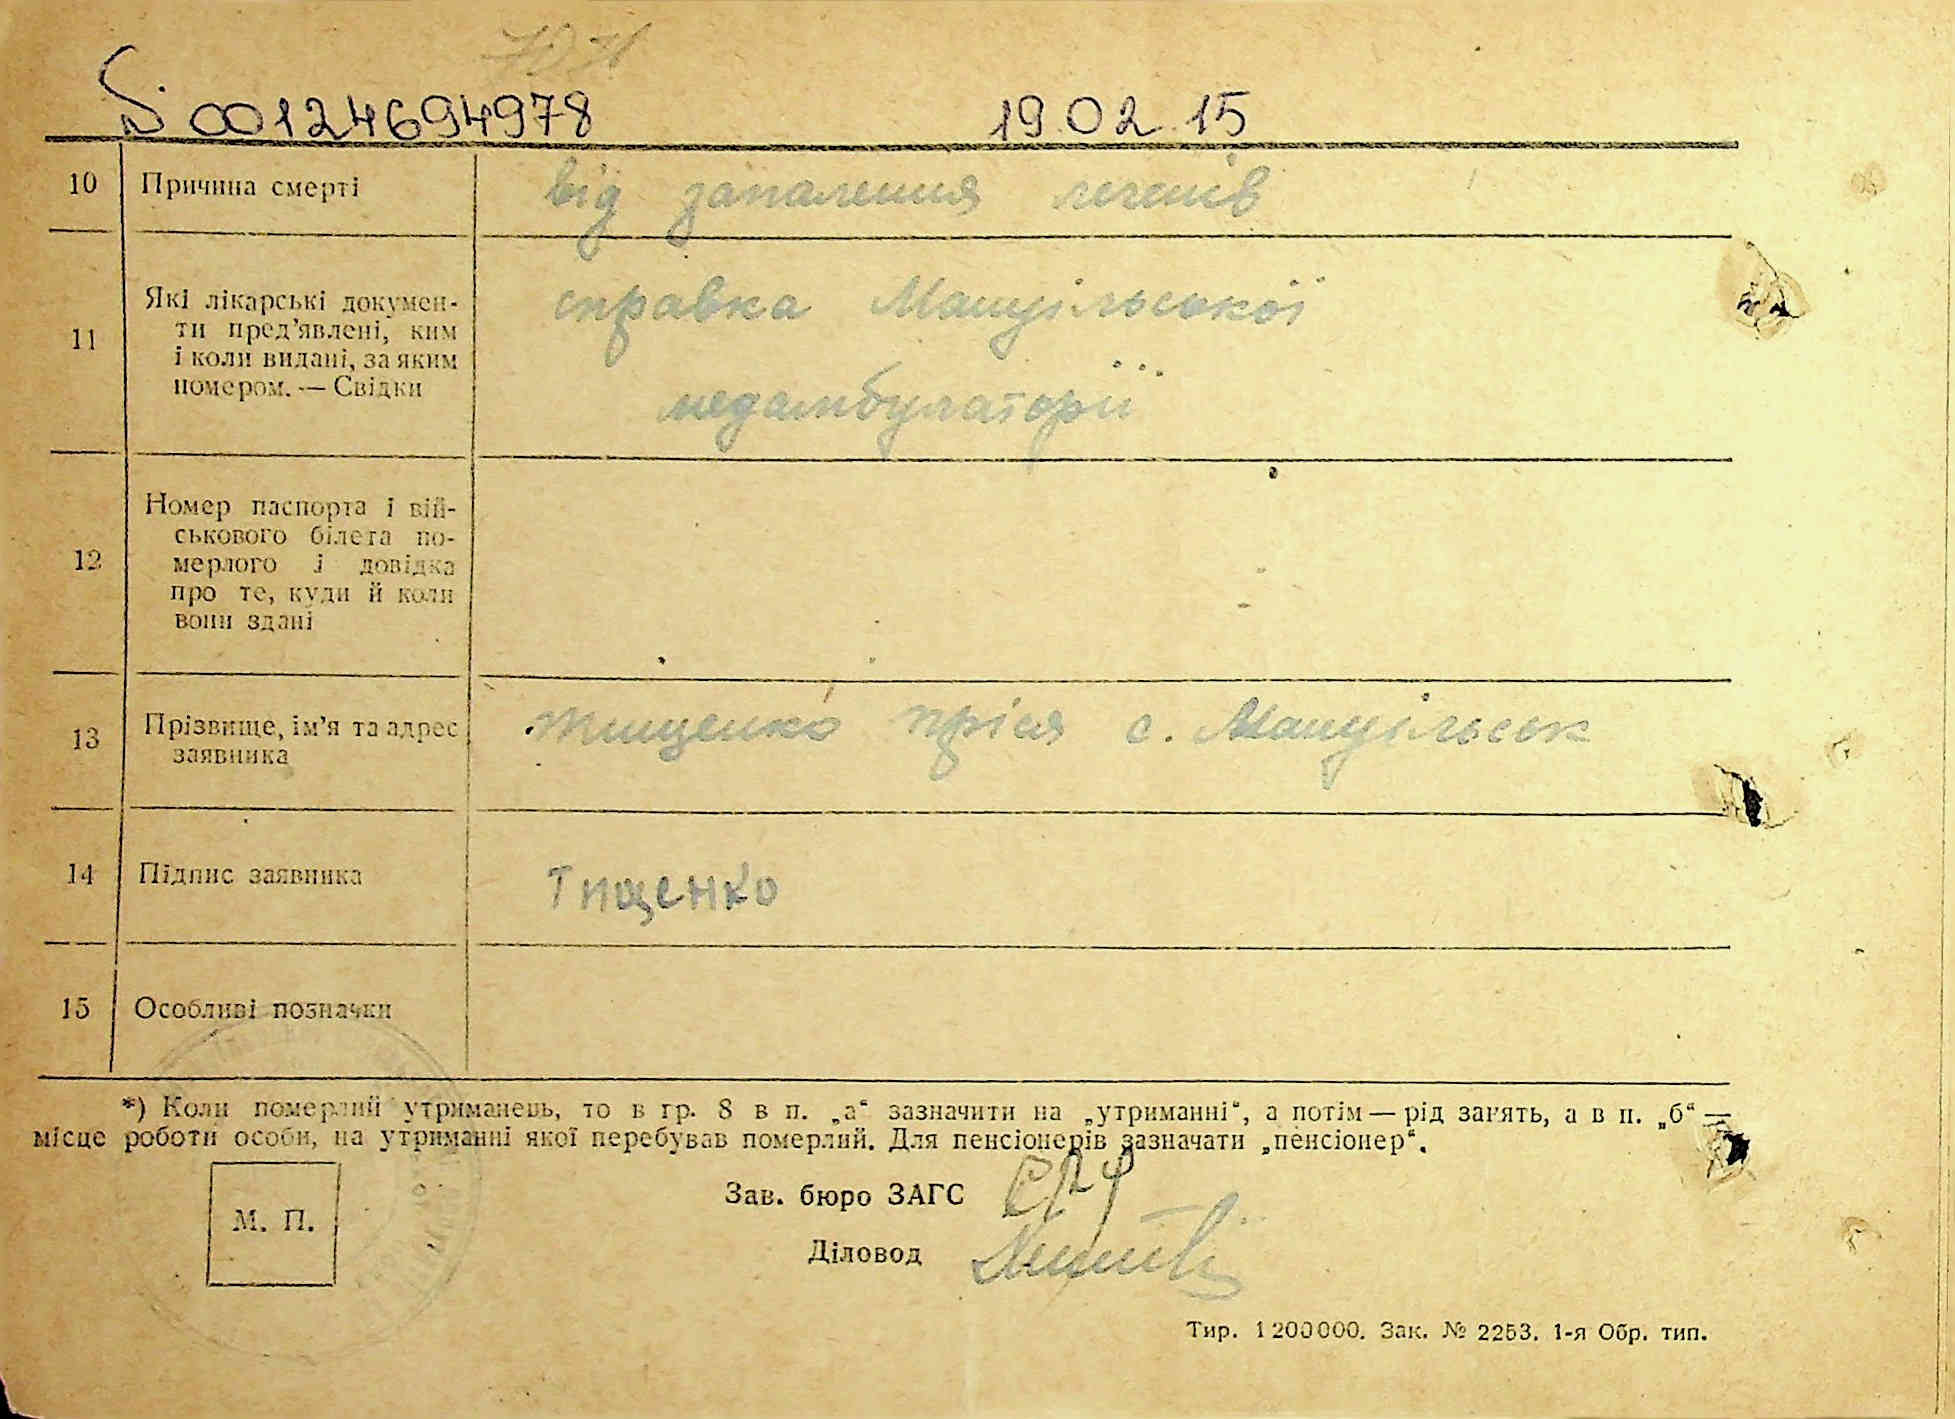 00124694978 19.02.15
10 Причина смерті від запалення легенів
11 Які лікарські докумен-
ти пред’явлені, ким
і коли видані, за яким
номером. — Свідки
справка Мануїльської
медамбулаторії
12 Номер паспорта і вій-
ськового білета по-
мерлого і довідка
про те, куди й коли
вони здані
13 Прізвище, ім’я та адрес
заявника
Тищенко Пріся с. Мануїльськ
14 Підпис заявника Тищенко
15 Особливі позначки
*) Коли померлий утриманець, то в гр. 8 в п. „а“ зазначити на „утриманні“, а потім — рід занять, а в п. „б“ —
місце роботи особи, на утриманні якої перебував померлий. Для пенсіонерів зазначати „пенсіонер“.
Зав. бюро ЗАГС
М. П.
Діловод
Тир. 1200000. Зак. № 2253. 1-я Обр. тип.